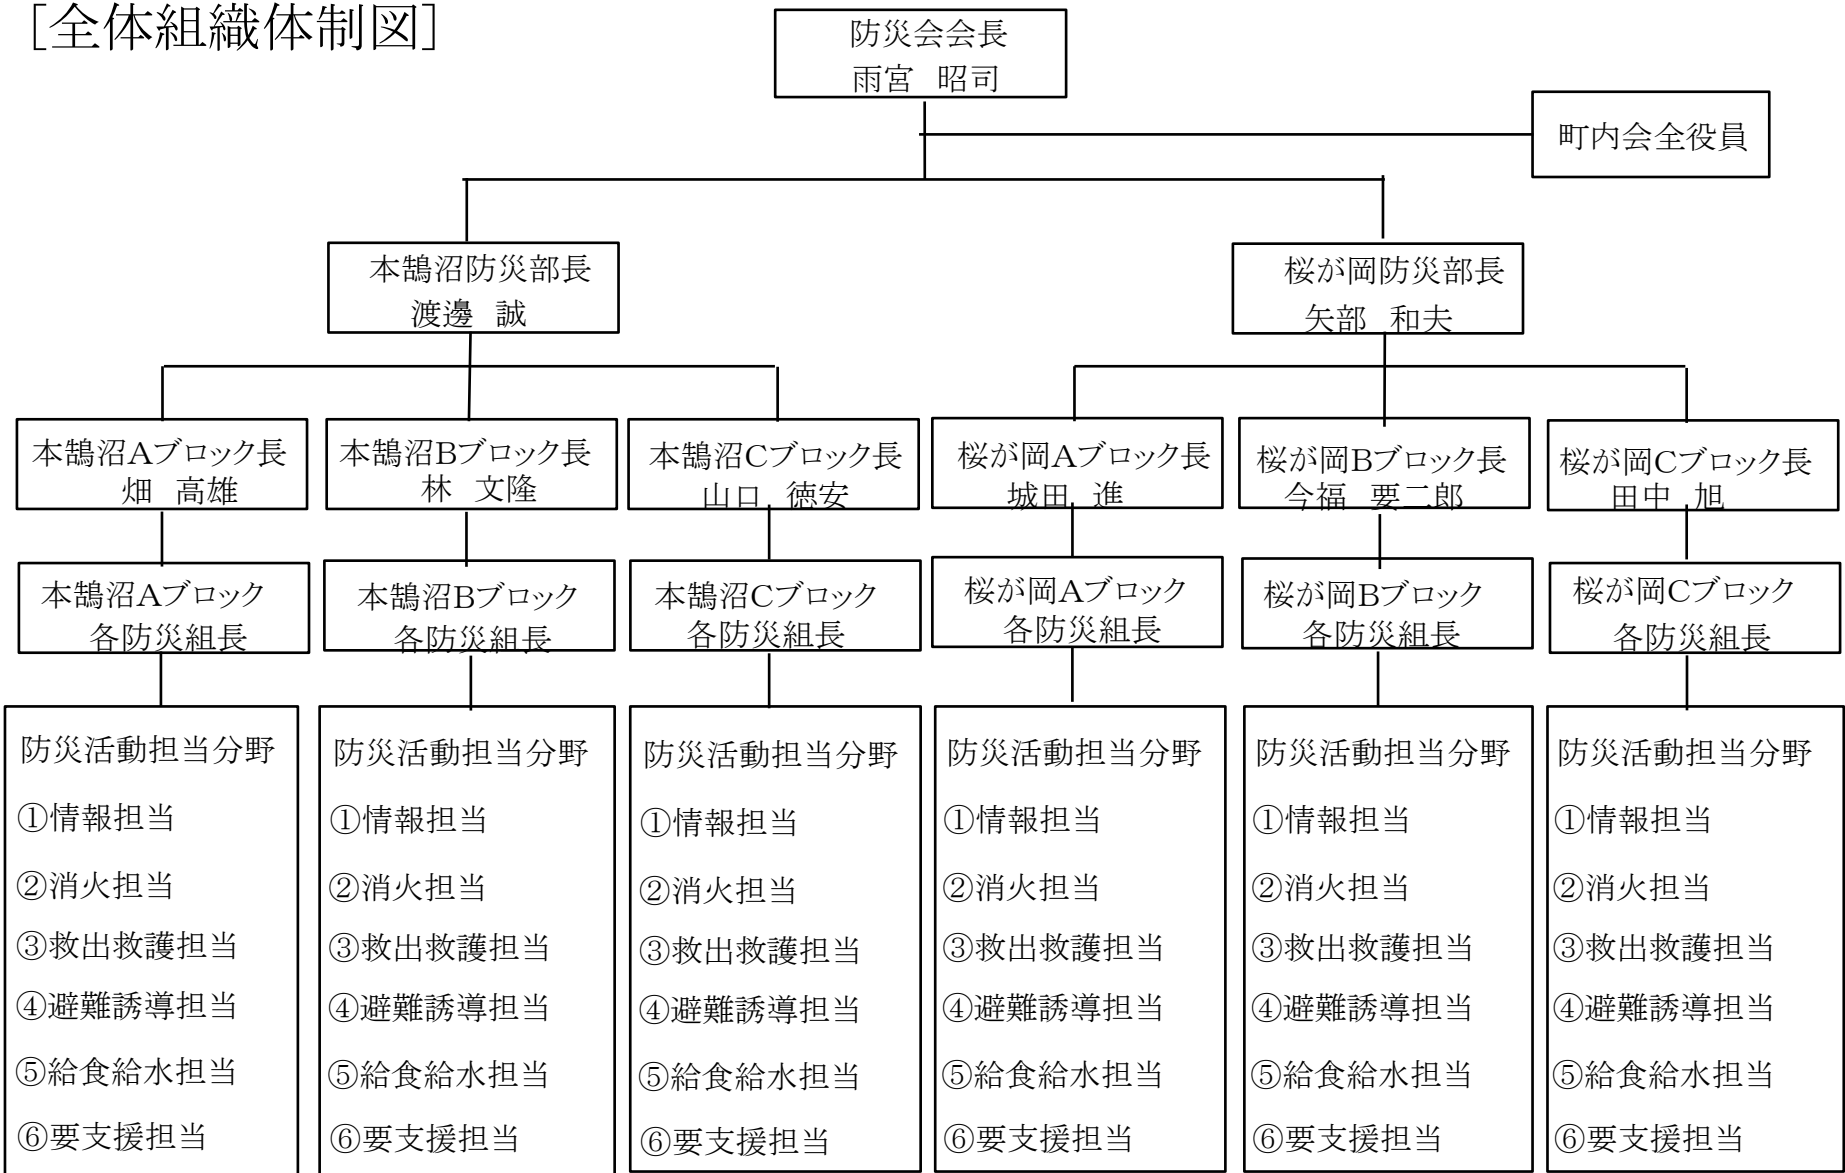 [全体組織体制図]
防災会会長
雨宮　昭司
町内会全役員
本鵠沼防災部長
渡邊　誠
桜が岡防災部長
矢部　和夫
本鵠沼Aブロック長
畑　高雄
本鵠沼Bブロック長
林　文隆
本鵠沼Cブロック長
山口　徳安
桜が岡Aブロック長
城田　進
桜が岡Bブロック長
今福　要二郎
桜が岡Cブロック長
田中　旭
本鵠沼Aブロック
各防災組長
本鵠沼Bブロック
各防災組長
本鵠沼Cブロック
各防災組長
桜が岡Aブロック
各防災組長
桜が岡Bブロック
各防災組長
桜が岡Cブロック
各防災組長
防災活動担当分野
①情報担当
②消火担当
③救出救護担当
④避難誘導担当
⑤給食給水担当
⑥要支援担当
防災活動担当分野
①情報担当
②消火担当
③救出救護担当
④避難誘導担当
⑤給食給水担当
⑥要支援担当
防災活動担当分野
①情報担当
②消火担当
③救出救護担当
④避難誘導担当
⑤給食給水担当
⑥要支援担当
防災活動担当分野
①情報担当
②消火担当
③救出救護担当
④避難誘導担当
⑤給食給水担当
⑥要支援担当
防災活動担当分野
①情報担当
②消火担当
③救出救護担当
④避難誘導担当
⑤給食給水担当
⑥要支援担当
防災活動担当分野
①情報担当
②消火担当
③救出救護担当
④避難誘導担当
⑤給食給水担当
⑥要支援担当